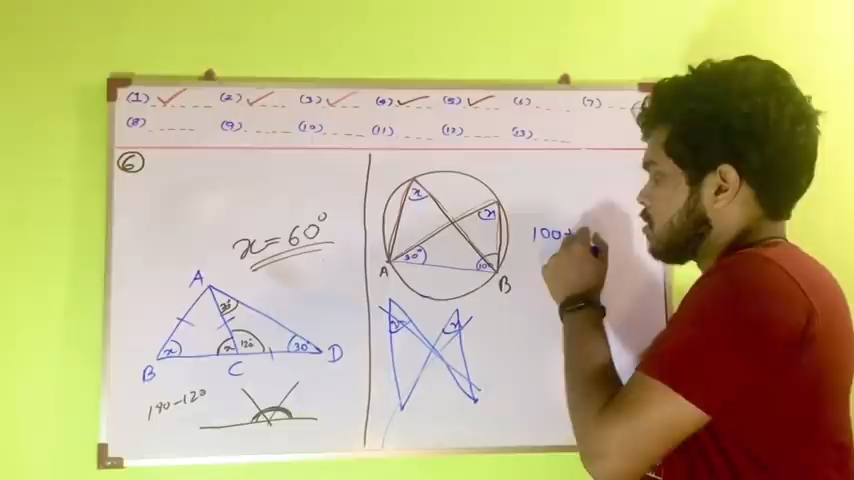 (1) (2) (3) (4) (5) (6) (7)
(8) (9) (10) (11) (12) (13)
6
x = 60°
A
x x 120° 30
B C D
180-120
x x
A 30° 100 B
100+
x x